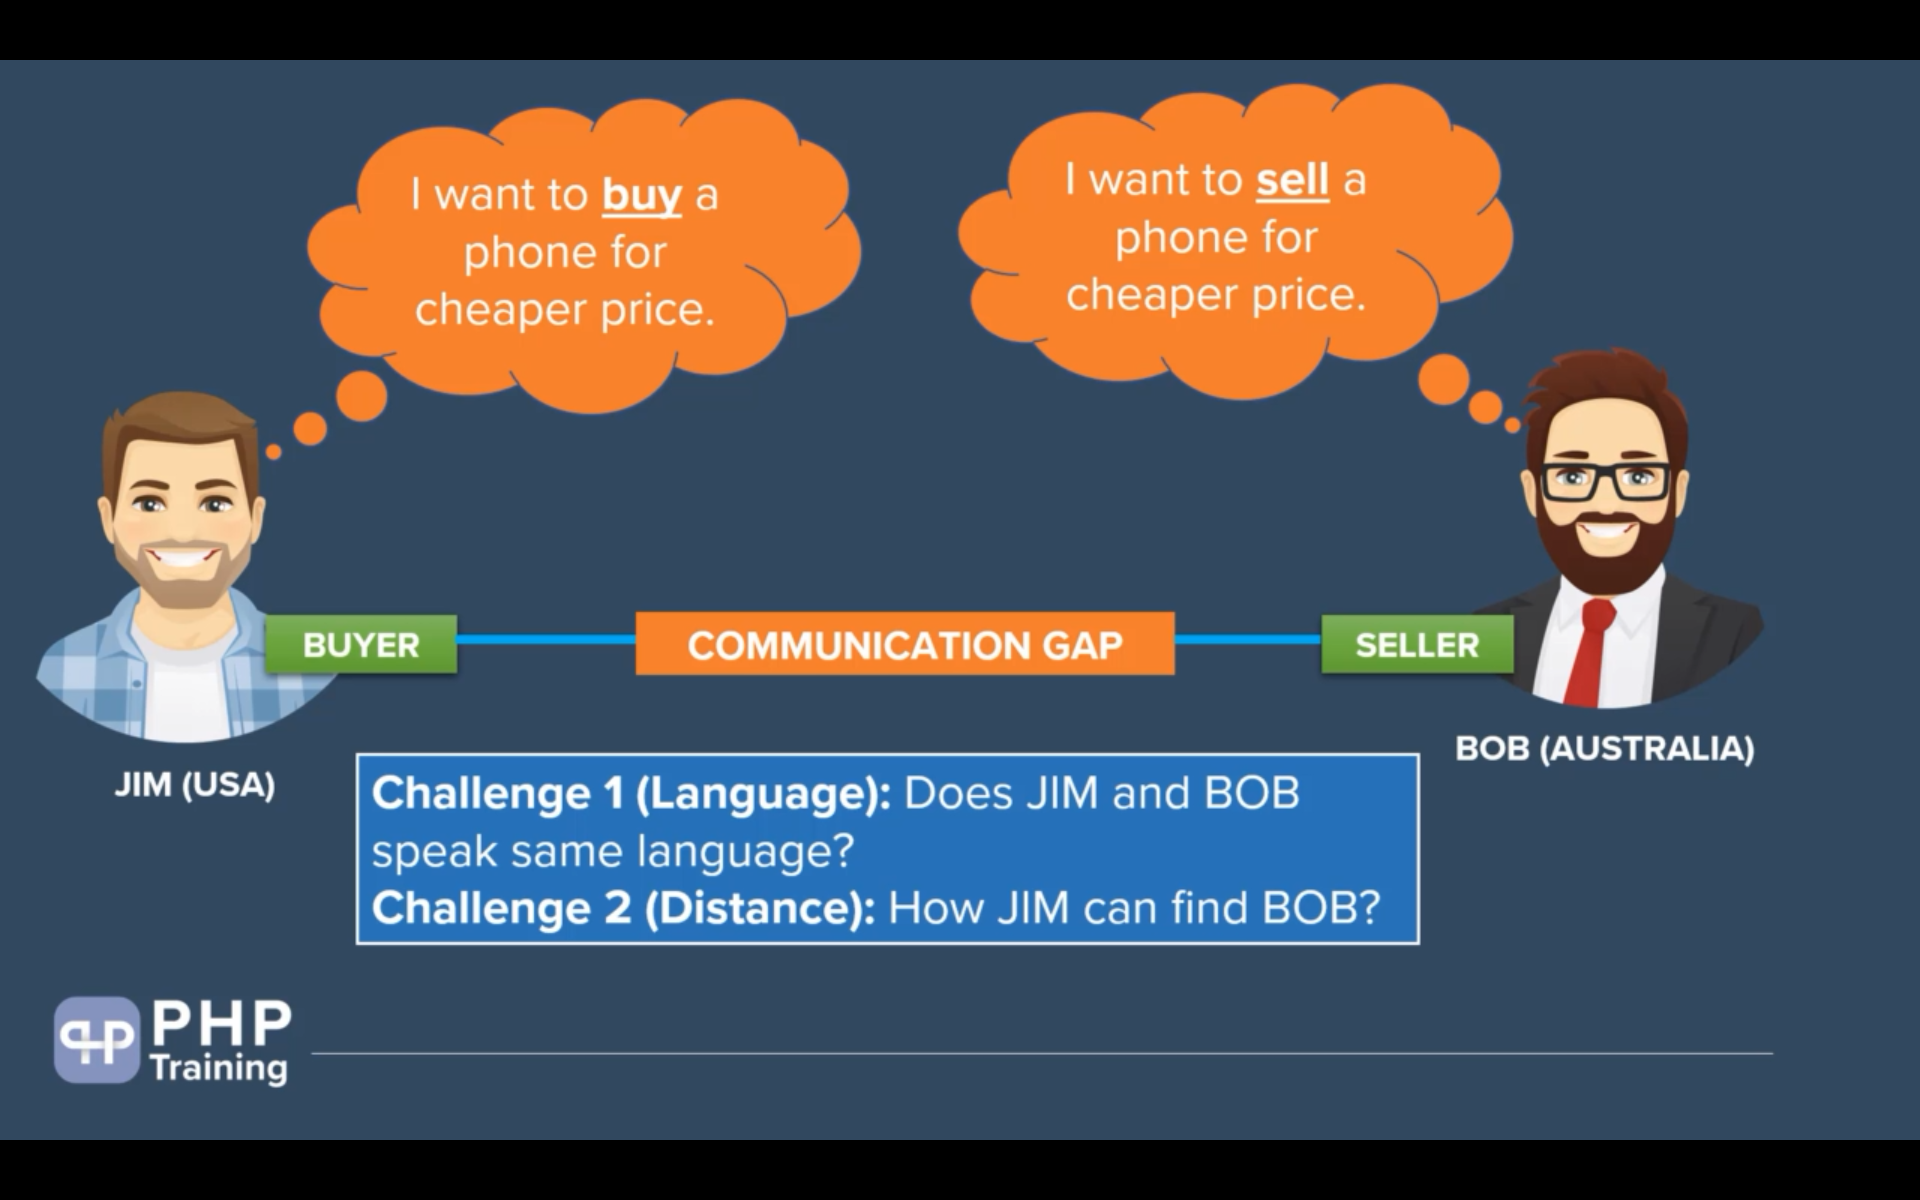 I want to buy a
phone for
cheaper price.
I want to sell a
phone for
cheaper price.
BUYER
COMMUNICATION GAP
SELLER
JIM (USA)
BOB (AUSTRALIA)
Challenge 1 (Language): Does JIM and BOB
speak same language?
Challenge 2 (Distance): How JIM can find BOB?
PHP
Training